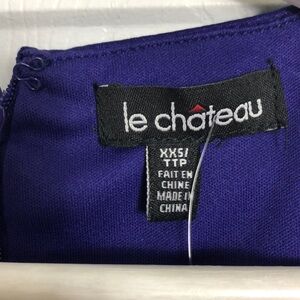 le château
XXS/
TTP
FAIT EN
CHINE
MADE IN
CHINA